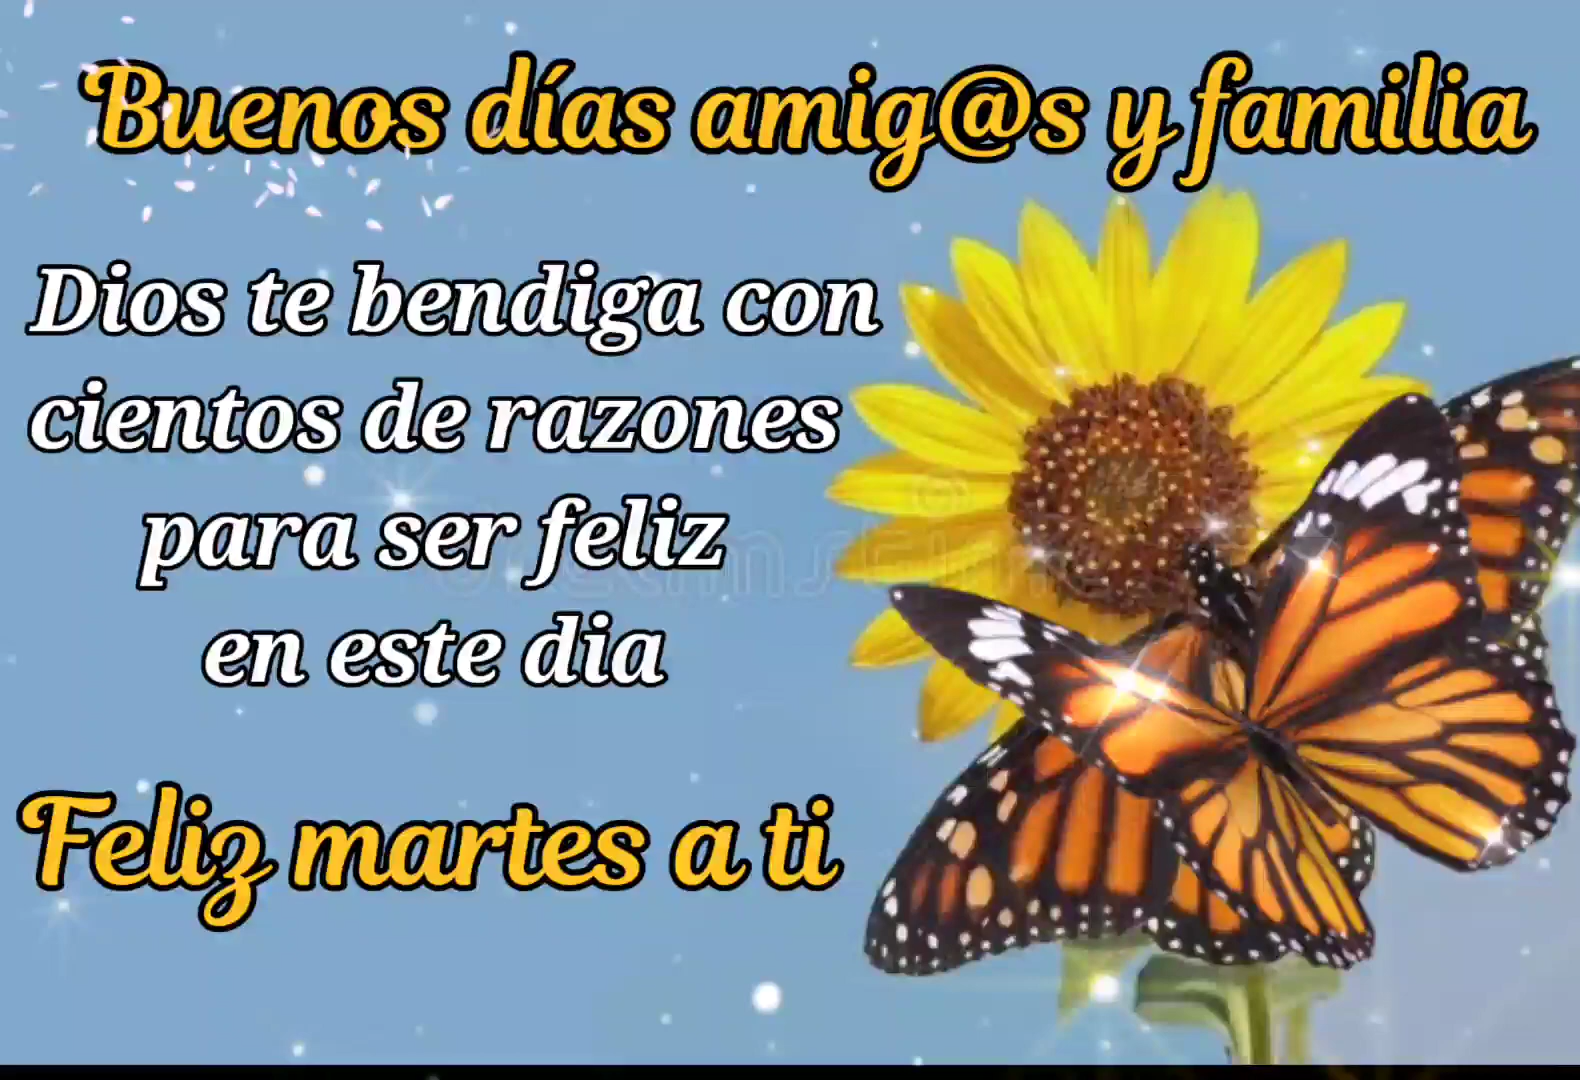 Buenos días amig@s y familia
Dios te bendiga con
cientos de razones
para ser feliz
en este dia
Feliz martes a ti
dreamstime